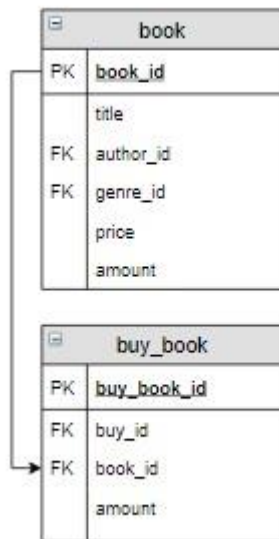 book
PK book_id
title
FK author_id
FK genre_id
price
amount
buy_book
PK buy_book_id
FK buy_id
FK book_id
amount